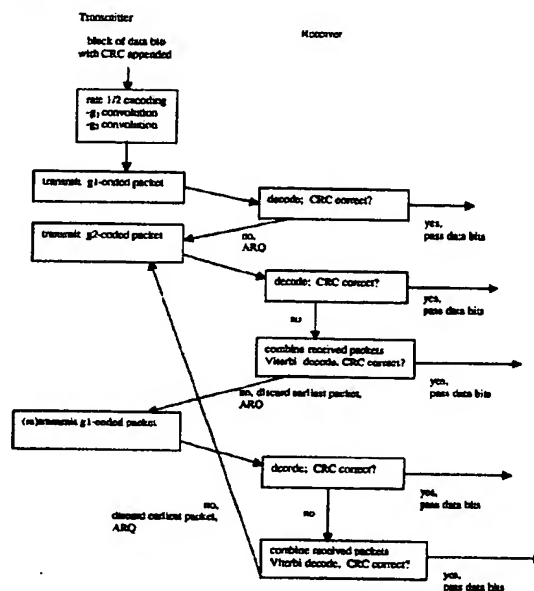 Transmitter
block of data bits
with CRC appended
Receiver
rate 1/2 encoding
-g1 convolution
-g2 convolution
transmit g1-coded packet
decode; CRC correct?
yes,
pass data bits
no,
ARQ
transmit g2-coded packet
decode; CRC correct?
yes,
pass data bits
no
combine received packets
Viterbi decode, CRC correct?
yes,
pass data bits
no, discard earliest packet,
ARQ
(re)transmit g1-coded packet
decode; CRC correct?
yes,
pass data bits
no,
discard earliest packet,
ARQ
no
combine received packets
Viterbi decode, CRC correct?
yes,
pass data bits